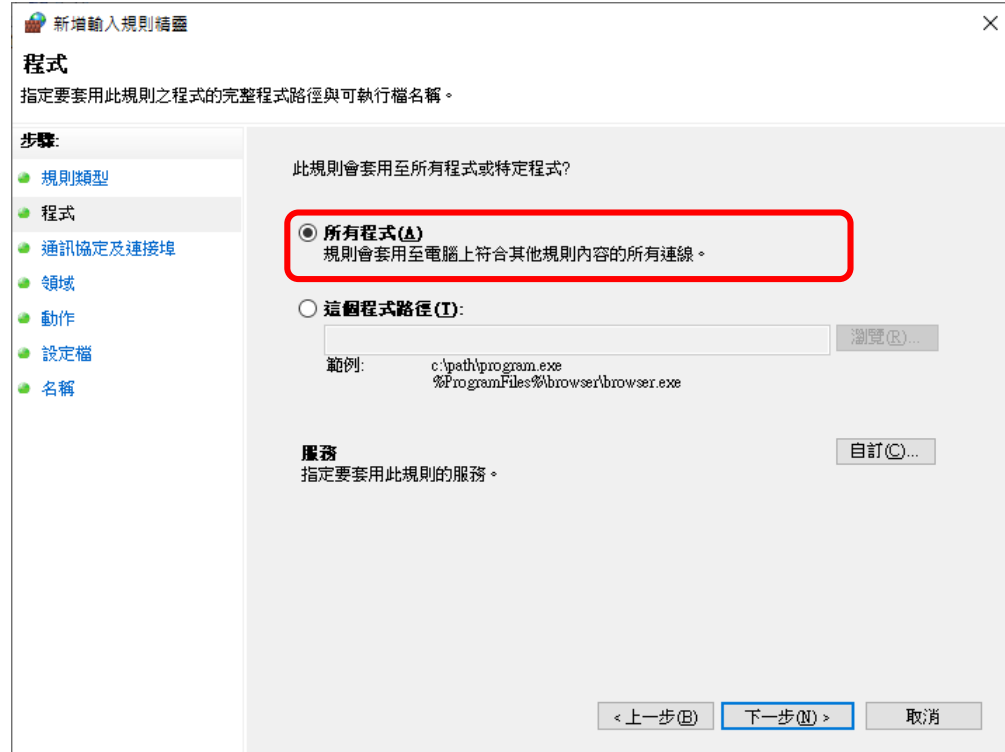 新增輸入規則精靈
程式
指定要套用此規則之程式的完整程式路徑與可執行檔名稱。
步驟:
規則類型
程式
通訊協定及連接埠
領域
動作
設定檔
名稱
此規則會套用至所有程式或特定程式?
所有程式(A)
規則會套用至電腦上符合其他規則內容的所有連線。
這個程式路徑(T):
瀏覽(R)...
範例: c:\path\program.exe
%ProgramFiles%\browser\browser.exe
服務
自訂(C)...
指定要套用此規則的服務。
<上一步(B) 下一步(N)> 取消